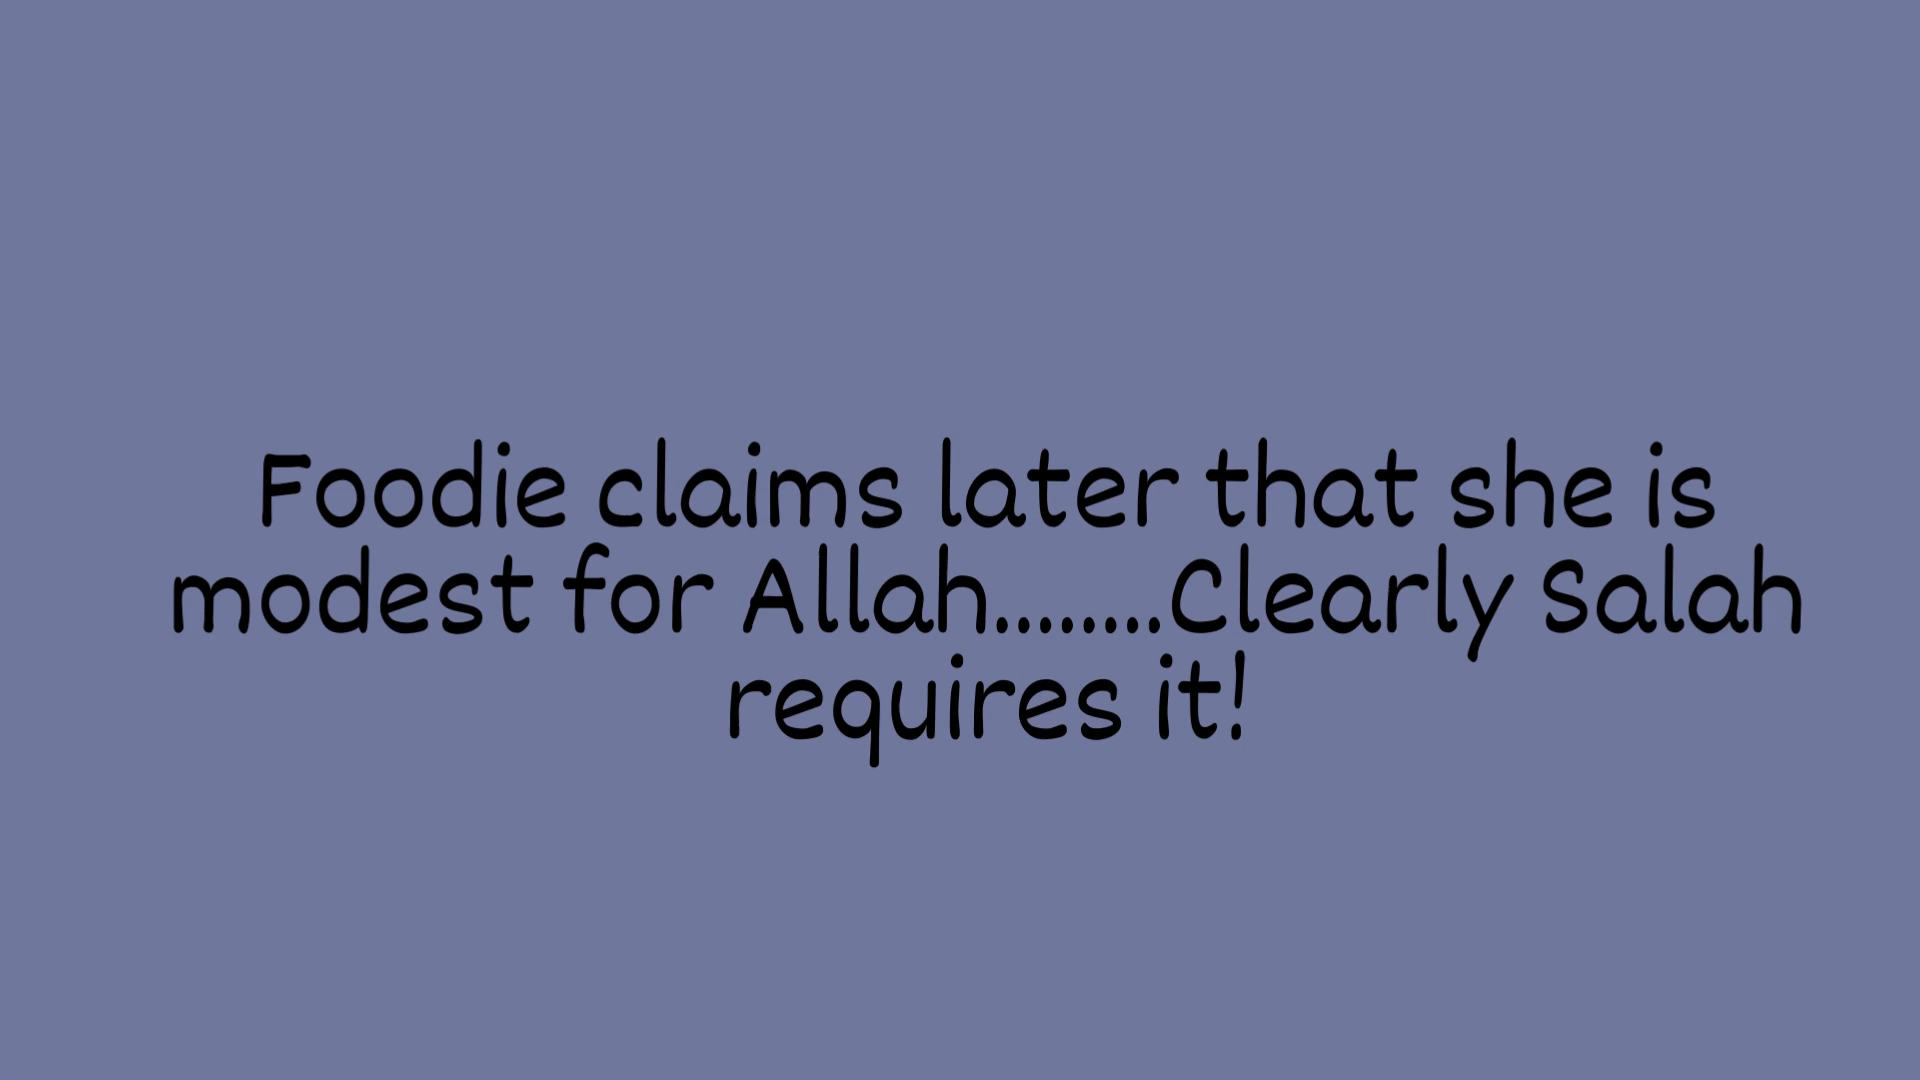 Foodie claims later that she is
modest for Allah........Clearly Salah
requires it!